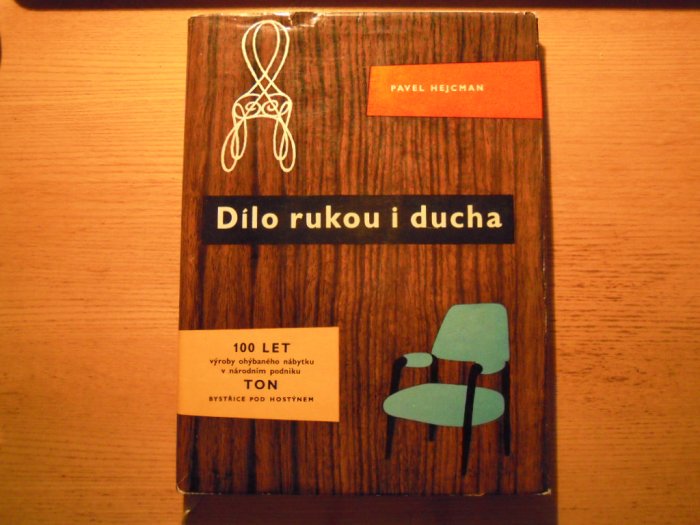 PAVEL HEJCMAN
Dílo rukou i ducha
100 LET
výroby ohýbaného nábytku
v národním podniku
TON
BYSTŘICE POD HOSTÝNEM